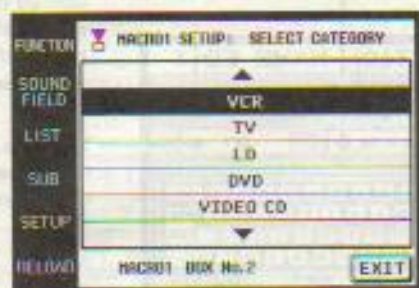 FUNCTION
MACRO1 SETUP: SELECT CATEGORY
SOUND
FIELD
VCR
LIST
TV
LD
SUB
DVD
VIDEO CD
SETUP
RELOAD
MACRO1 BOX No.2
EXIT